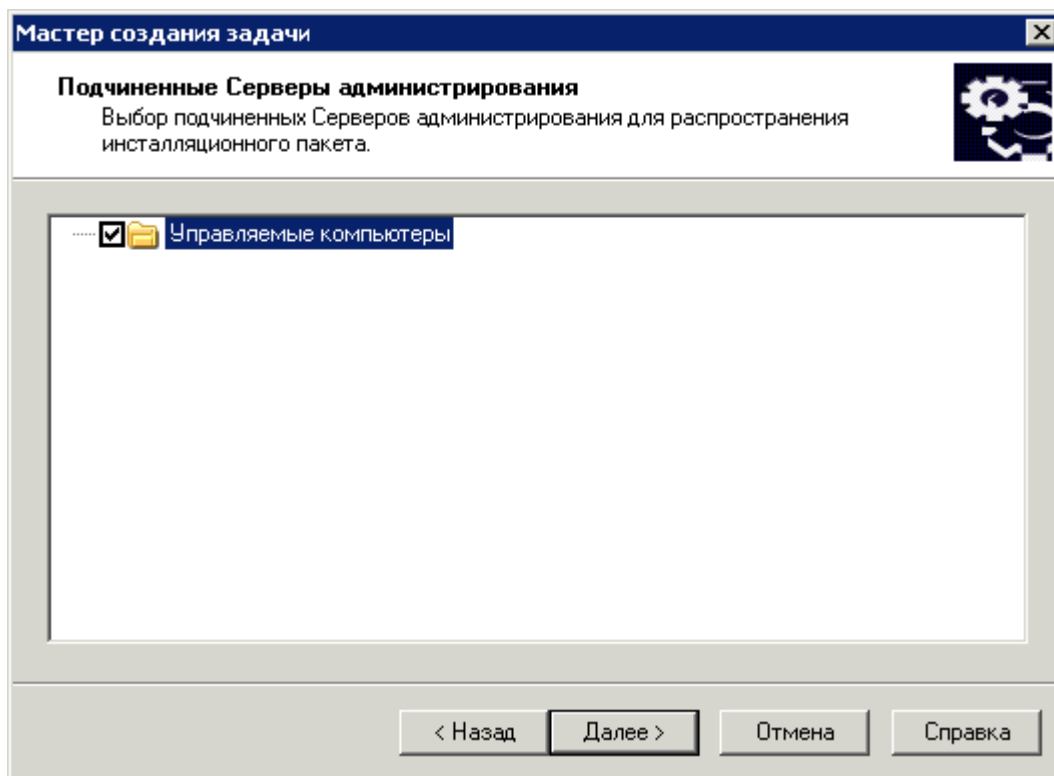 Мастер создания задачи
Подчиненные Серверы администрирования
Выбор подчиненных Серверов администрирования для распространения
инсталляционного пакета.
Управляемые компьютеры
< Назад
Далее >
Отмена
Справка